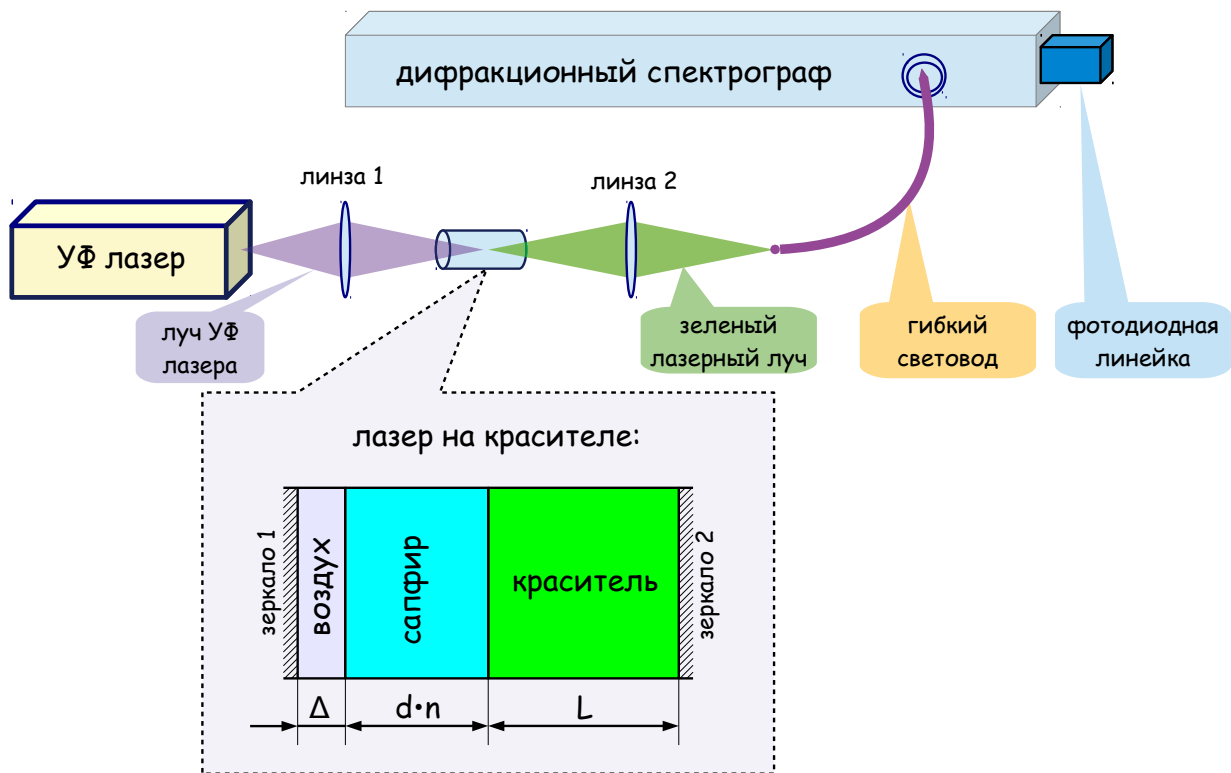 дифракционный спектрограф
линза 1
линза 2
УФ лазер
луч УФ
лазера
зеленый
лазерный луч
гибкий
световод
фотодиодная
линейка
лазер на красителе:
зеркало 1
воздух
сапфир
краситель
зеркало 2
Δ
d•n
L